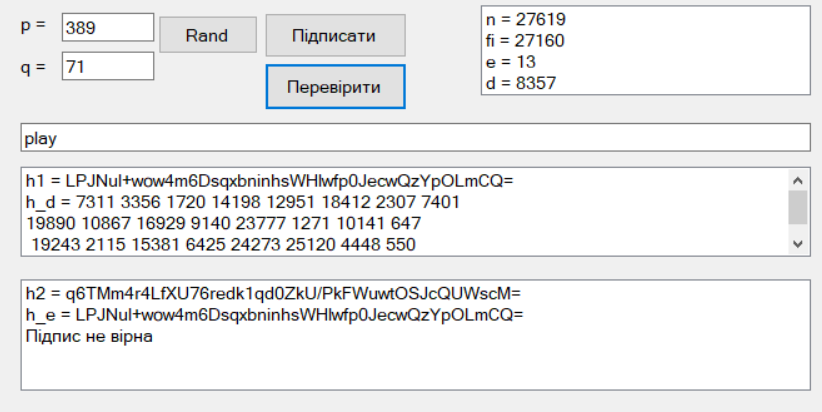 p = 389
Rand
Підписати
q = 71
Перевірити
n = 27619
fi = 27160
e = 13
d = 8357
play
h1 = LPJNul+wow4m6DsqxbninhsWHlwfp0JecwQzYpOLmCQ=
h_d = 7311 3356 1720 14198 12951 18412 2307 7401
19890 10867 16929 9140 23777 1271 10141 647
19243 2115 15381 6425 24273 25120 4448 550
h2 = q6TMm4r4LfXU76redk1qd0ZkU/PkFWuwtOSJcQUWscM=
h_e = LPJNul+wow4m6DsqxbninhsWHlwfp0JecwQzYpOLmCQ=
Підпис не вірна